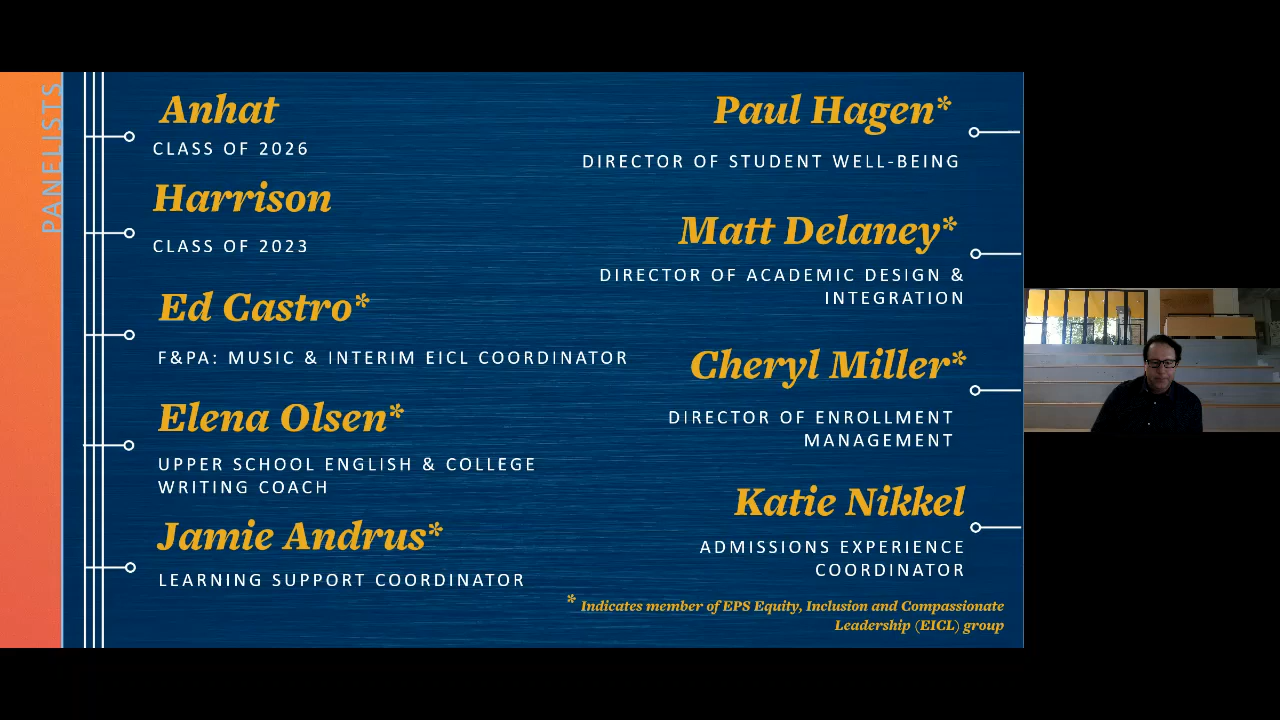 PANELISTS
Anhat
CLASS OF 2026
Harrison
CLASS OF 2023
Ed Castro*
F&PA: MUSIC & INTERIM EICL COORDINATOR
Elena Olsen*
UPPER SCHOOL ENGLISH & COLLEGE
WRITING COACH
Jamie Andrus*
LEARNING SUPPORT COORDINATOR
Paul Hagen*
DIRECTOR OF STUDENT WELL-BEING
Matt Delaney*
DIRECTOR OF ACADEMIC DESIGN &
INTEGRATION
Cheryl Miller*
DIRECTOR OF ENROLLMENT
MANAGEMENT
Katie Nikkel
ADMISSIONS EXPERIENCE
COORDINATOR
* Indicates member of EPS Equity, Inclusion and Compassionate
Leadership (EICL) group